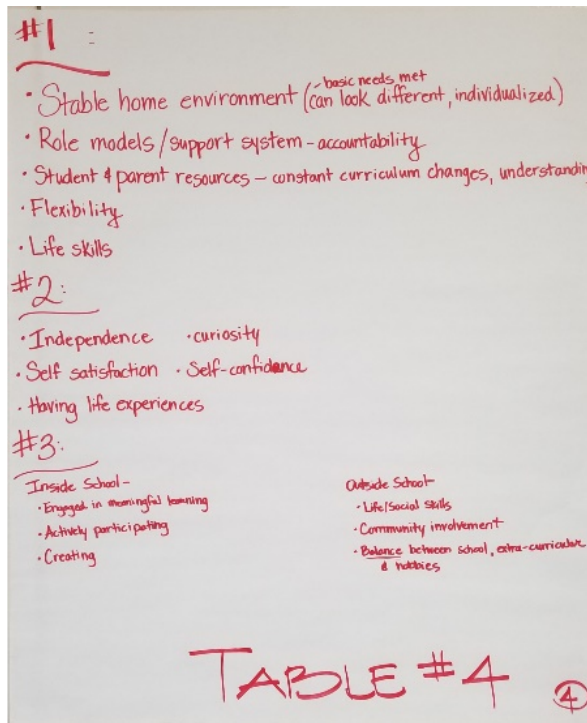 #1 :
- basic needs met
· Stable home environment (can look different, individualized)
· Role models/support system - accountability
· Student & parent resources - constant curriculum changes, understandin
· Flexibility
· Life skills
#2:
· Independence · curiosity
· Self satisfaction · Self-confidence
· Having life experiences
#3:
Inside School-
· Engaged in meaningful learning
· Actively participating
· Creating
Outside School-
· Life/Social Skills
· Community involvement
· Balance between school, extra-curricular
& hobbies
TABLE #4
4